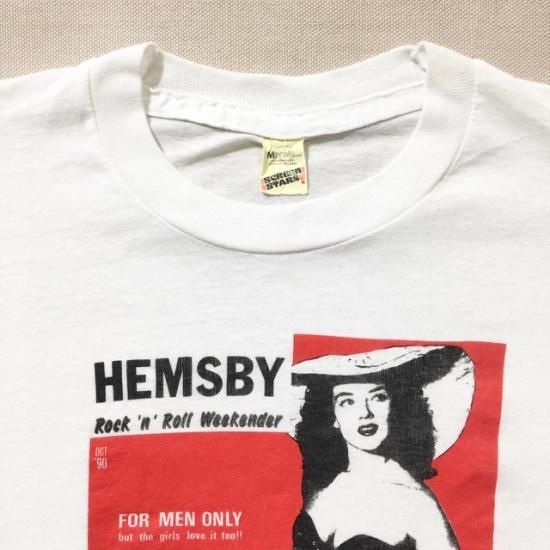 M
SCREEN
STARS
HEMSBY
Rock 'n' Roll Weekender
OCT
'90
FOR MEN ONLY
but the girls love it too!!